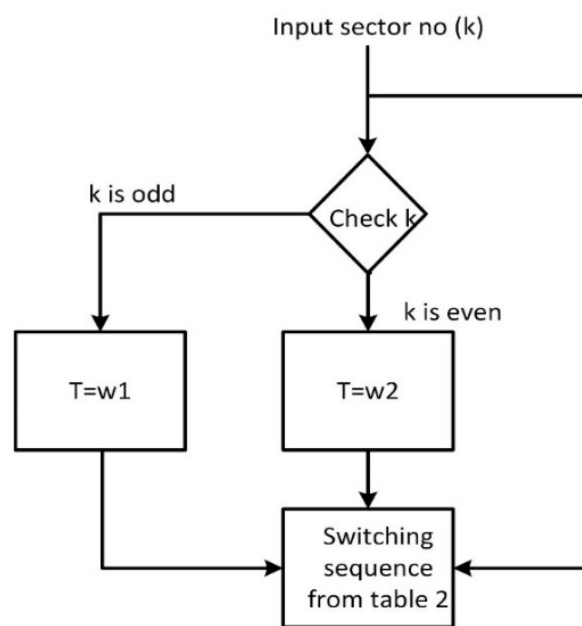 Input sector no (k)
k is odd
Check k
k is even
T=w1
T=w2
Switching
sequence
from table 2